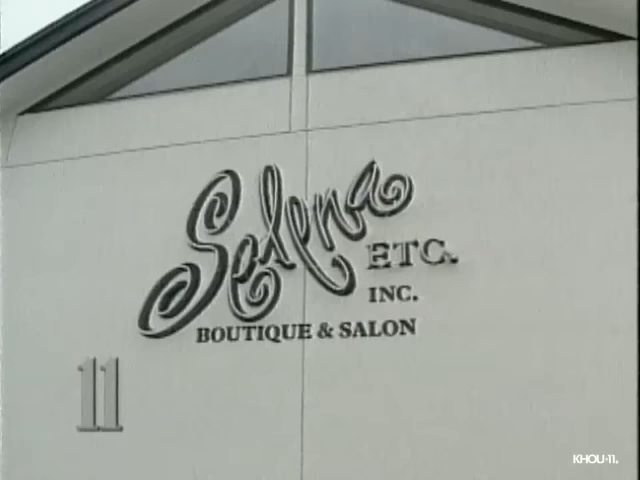 Selena
ETC.
INC.
BOUTIQUE & SALON
11
KHOU•11.